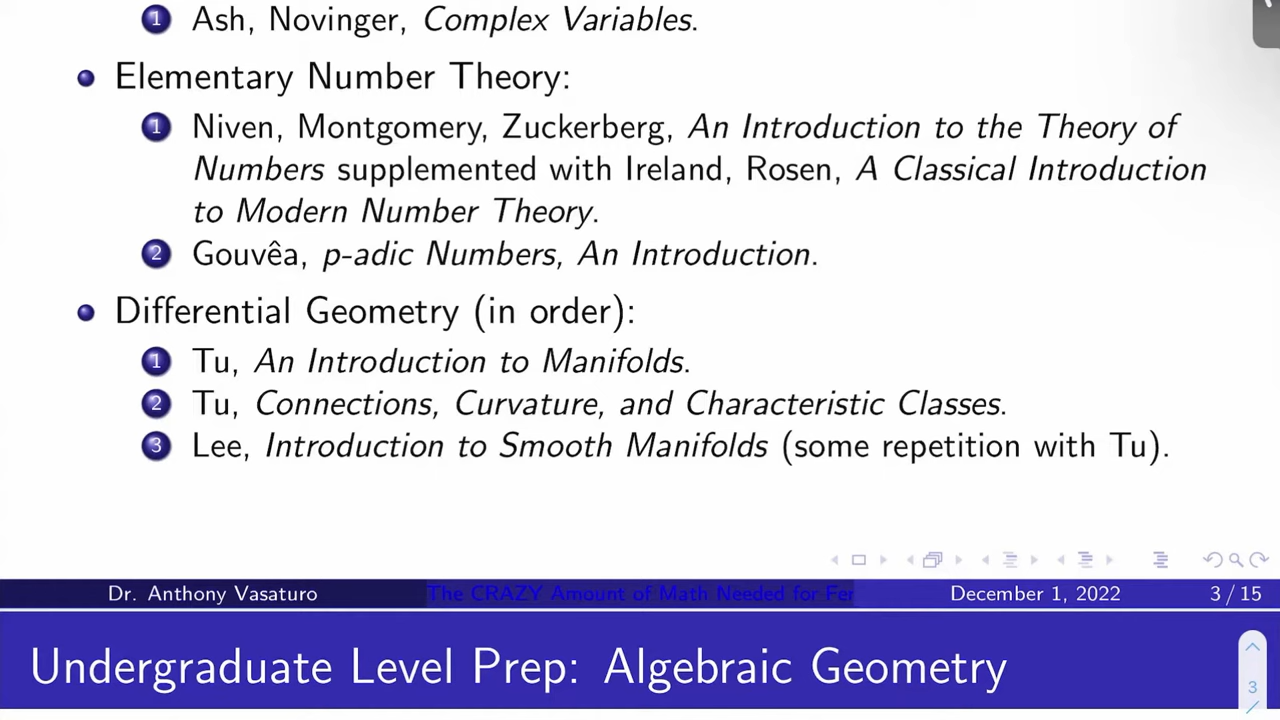 1 Ash, Novinger, Complex Variables.
Elementary Number Theory:
1 Niven, Montgomery, Zuckerberg, An Introduction to the Theory of
Numbers supplemented with Ireland, Rosen, A Classical Introduction
to Modern Number Theory.
2 Gouvêa, p-adic Numbers, An Introduction.
Differential Geometry (in order):
1 Tu, An Introduction to Manifolds.
2 Tu, Connections, Curvature, and Characteristic Classes.
3 Lee, Introduction to Smooth Manifolds (some repetition with Tu).
Dr. Anthony Vasaturo The CRAZY Amount of Math Needed for Fer December 1, 2022 3 / 15
Undergraduate Level Prep: Algebraic Geometry
3
/